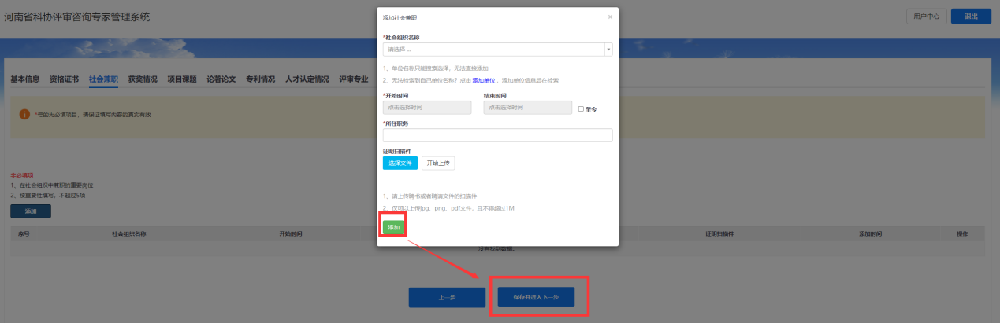 河南省科协评审咨询专家管理系统
用户中心
退出
基本信息 资格证书 社会兼职 获奖情况 项目课题 论著论文 专利情况 人才认定情况 评审专业
*号的为必填项目，请保证填写内容的真实有效
非必填项
1、在社会组织中兼职的重要岗位
2、按重要性填写，不超过5项
添加
序号 社会组织名称 开始时间 证明扫描件 添加时间 操作
没有找到数据。
上一步
保存并进入下一步
添加社会兼职
×
*社会组织名称
请选择 ...
1、单位名称只能搜索选择，无法直接添加
2、无法检索到自己单位名称？点击 添加单位 ，添加单位信息后在检索
*开始时间 结束时间
点击选择时间 点击选择时间 至今
*所任职务
证明扫描件
选择文件 开始上传
1、请上传聘书或者聘请文件的扫描件
2、仅可以上传jpg、png、pdf文件，且不得超过1M
添加